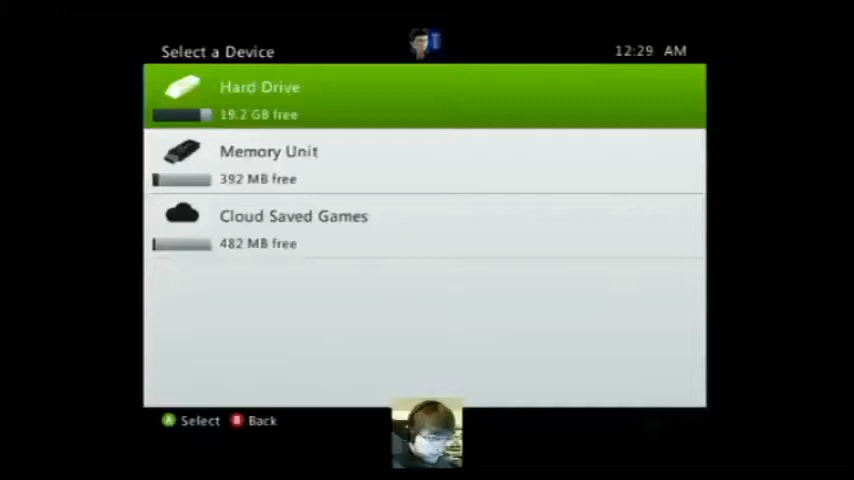 Select a Device
12:29 AM
Hard Drive
19.2 GB free
Memory Unit
392 MB free
Cloud Saved Games
482 MB free
A Select B Back